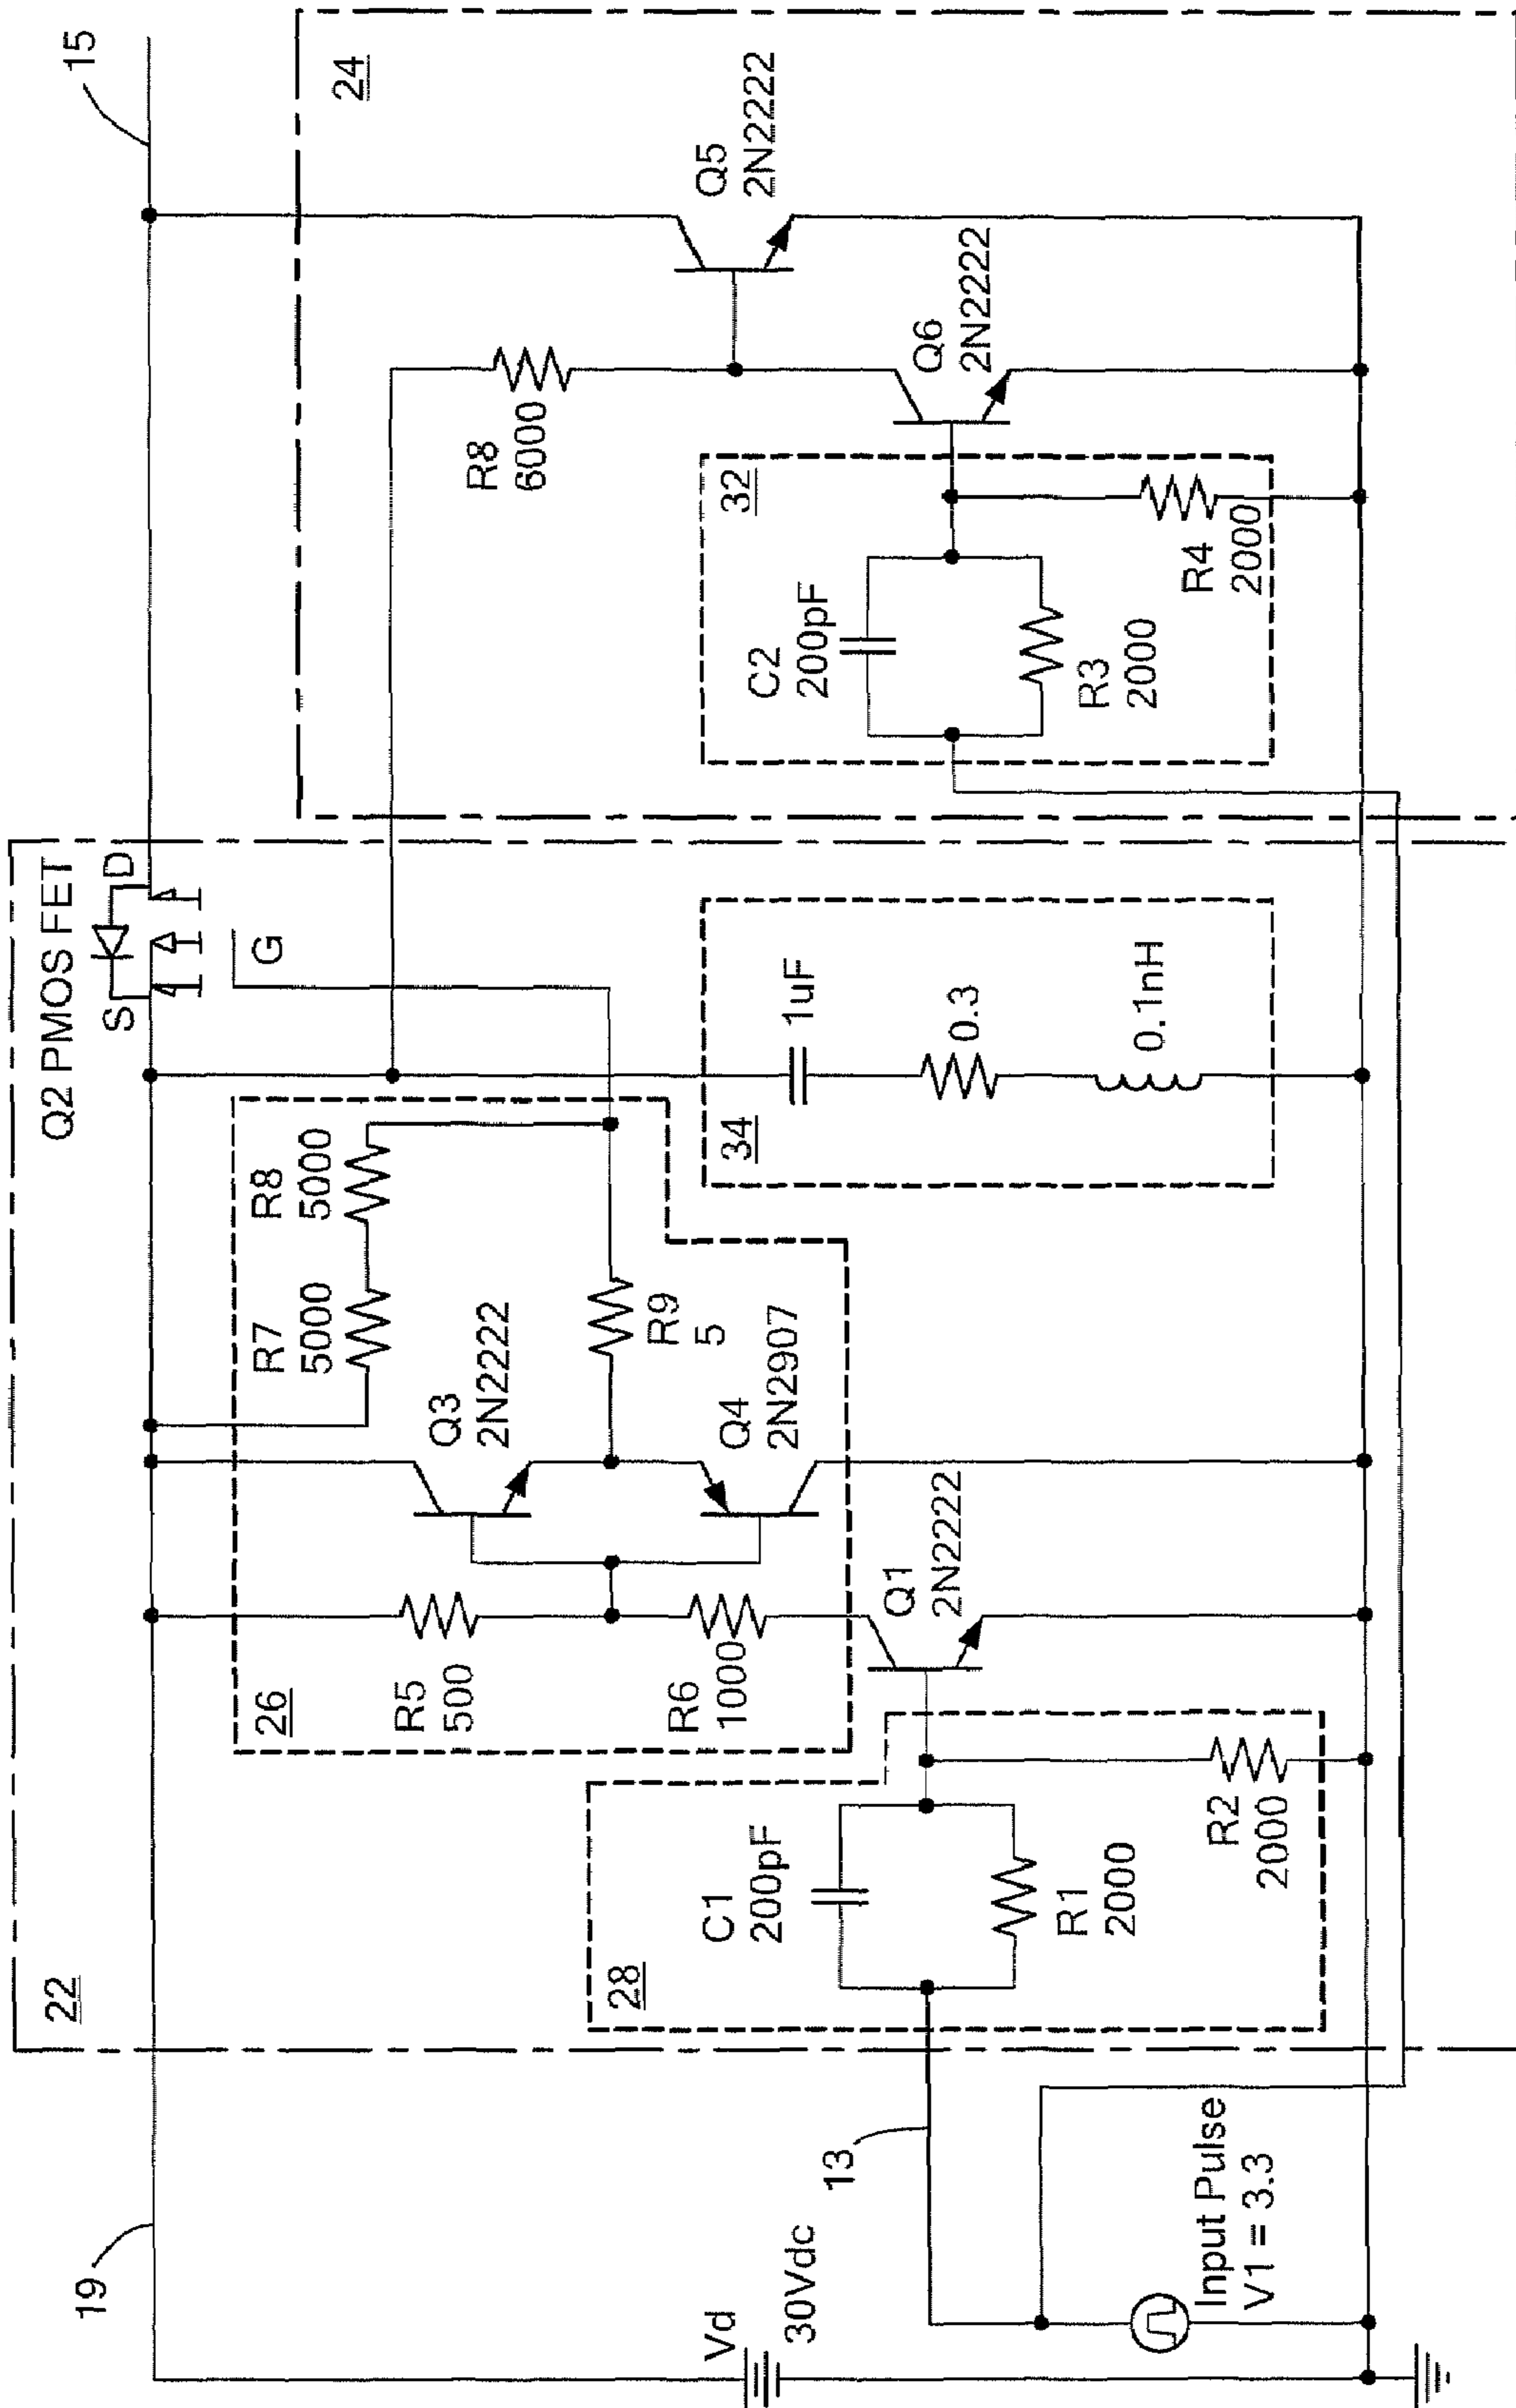 19
Vd
30Vdc
Input Pulse
V1 = 3.3
13
22
28
C1
200pF
R1
2000
R2
2000
26
R5
500
R6
1000
Q1
2N2222
Q3
2N2222
Q4
2N2907
R7
5000
R8
5000
R9
5
34
1uF
0.3
0.1nH
Q2 PMOS FET
S
D
G
15
24
R8
6000
Q5
2N2222
Q6
2N2222
32
C2
200pF
R3
2000
R4
2000